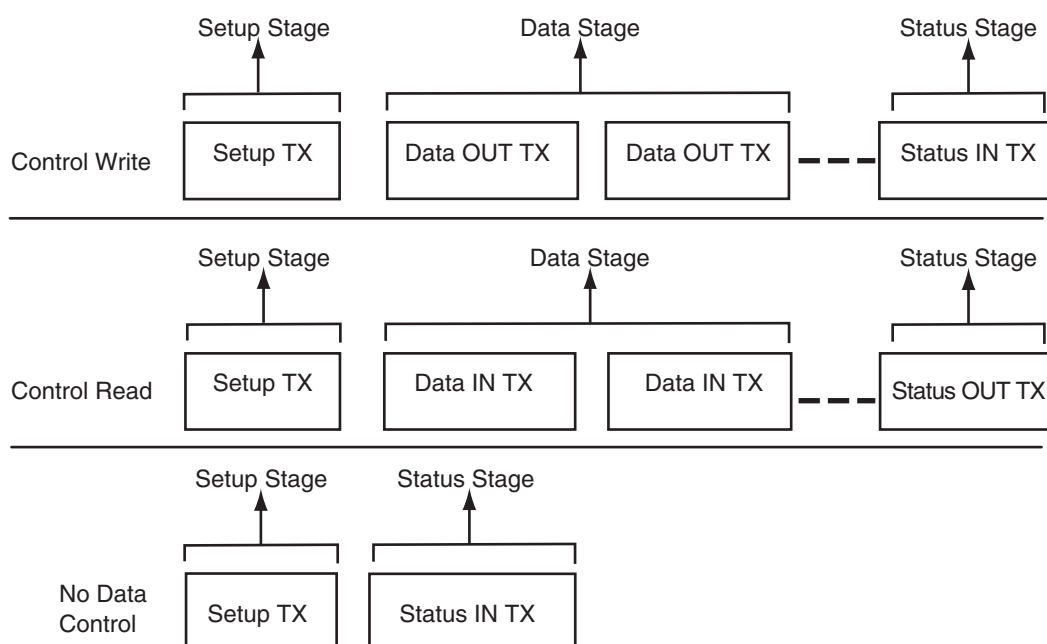 Setup Stage Data Stage Status Stage
Control Write Setup TX Data OUT TX Data OUT TX Status IN TX
Setup Stage Data Stage Status Stage
Control Read Setup TX Data IN TX Data IN TX Status OUT TX
Setup Stage Status Stage
No Data
Control Setup TX Status IN TX